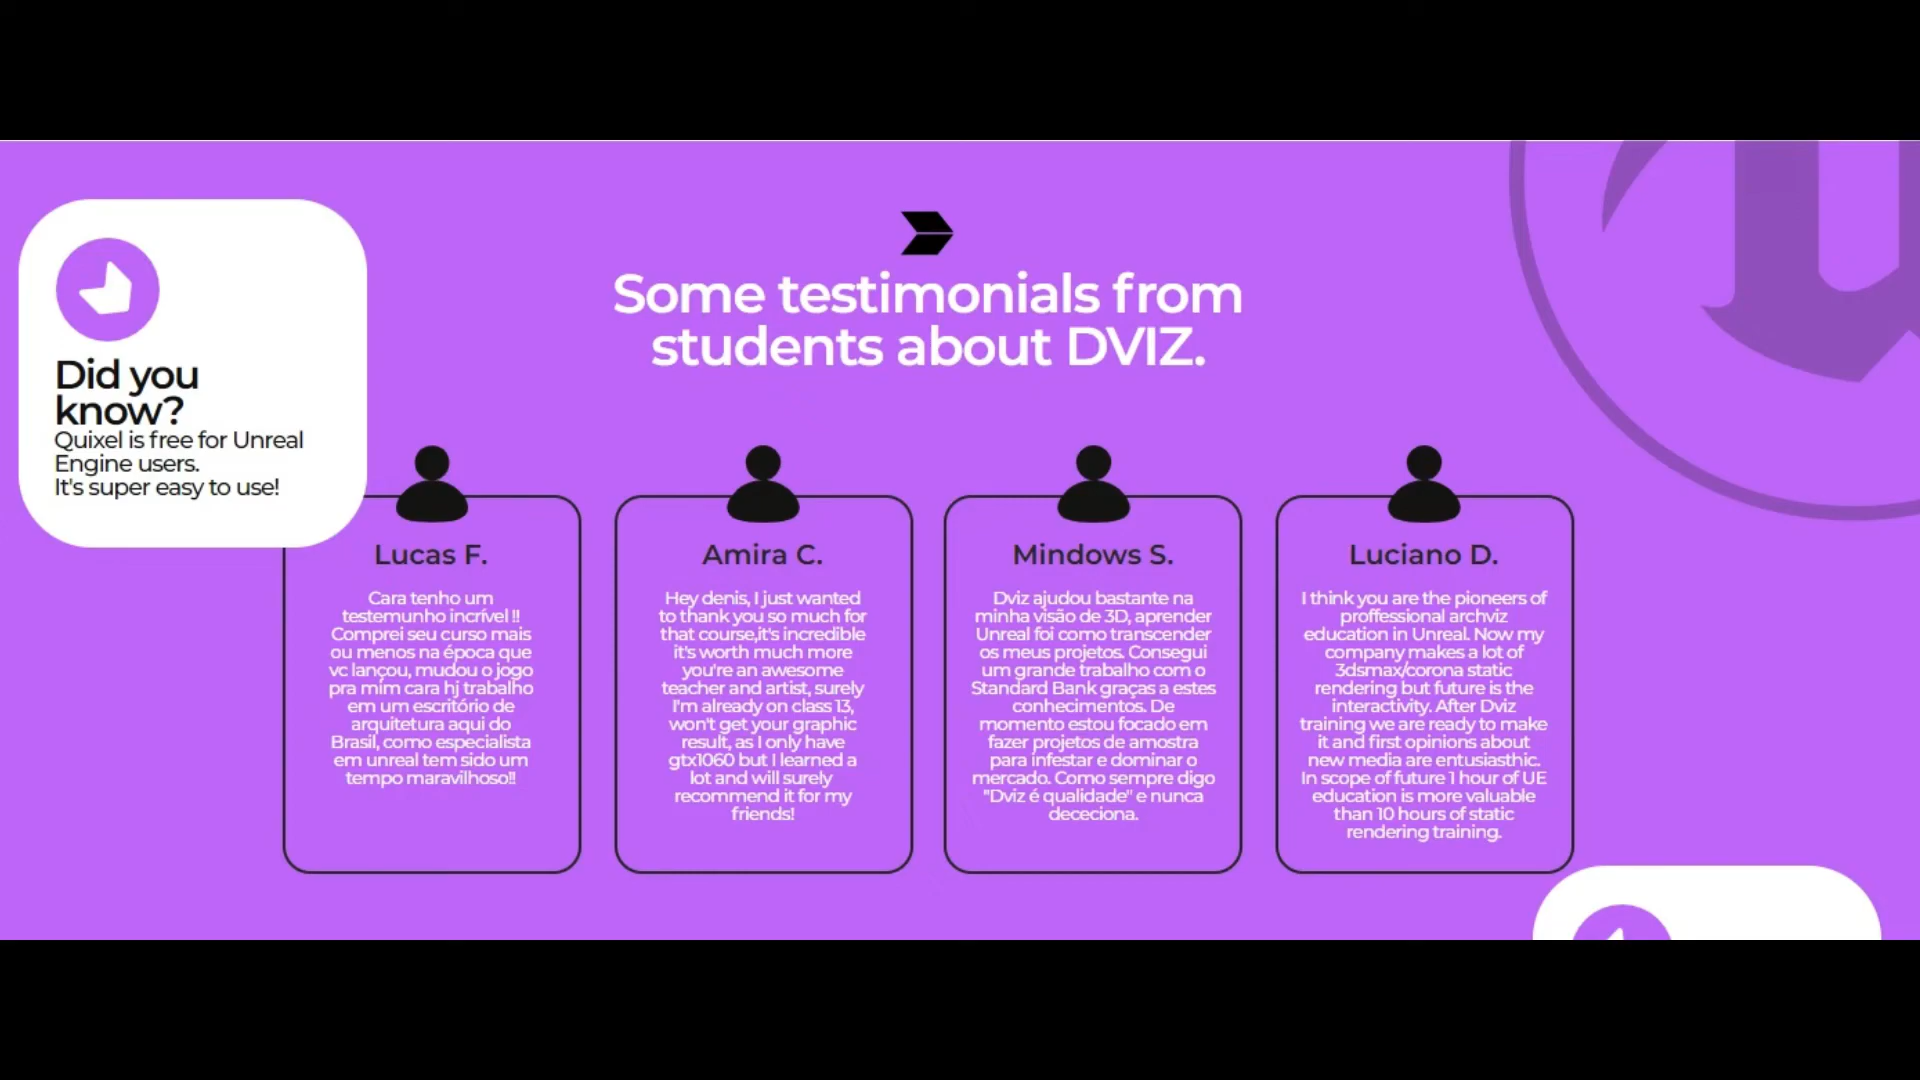 Did you
know?
Quixel is free for Unreal
Engine users.
It's super easy to use!
Some testimonials from
students about DVIZ.
Lucas F.
Cara tenho um
testemunho incrível !!
Comprei seu curso mais
ou menos na época que
vc lançou, mudou o jogo
pra mim cara hj trabalho
em um escritório de
arquitetura aqui do
Brasil, como especialista
em unreal tem sido um
tempo maravilhoso!!
Amira C.
Hey denis, I just wanted
to thank you so much for
that course,it's incredible
it's worth much more
you're an awesome
teacher and artist, surely
I'm already on class 13,
won't get your graphic
result, as I only have
gtx1060 but I learned a
lot and will surely
recommend it for my
friends!
Mindows S.
Dviz ajudou bastante na
minha visão de 3D, aprender
Unreal foi como transcender
os meus projetos. Consegui
um grande trabalho com o
Standard Bank graças a estes
conhecimentos. De
momento estou focado em
fazer projetos de amostra
para infestar e dominar o
mercado. Como sempre digo
"Dviz é qualidade" e nunca
dececiona.
Luciano D.
I think you are the pioneers of
proffessional archviz
education in Unreal. Now my
company makes a lot of
3dsmax/corona static
rendering but future is the
interactivity. After Dviz
training we are ready to make
it and first opinions about
new media are entusiasthic.
In scope of future 1 hour of UE
education is more valuable
than 10 hours of static
rendering training.